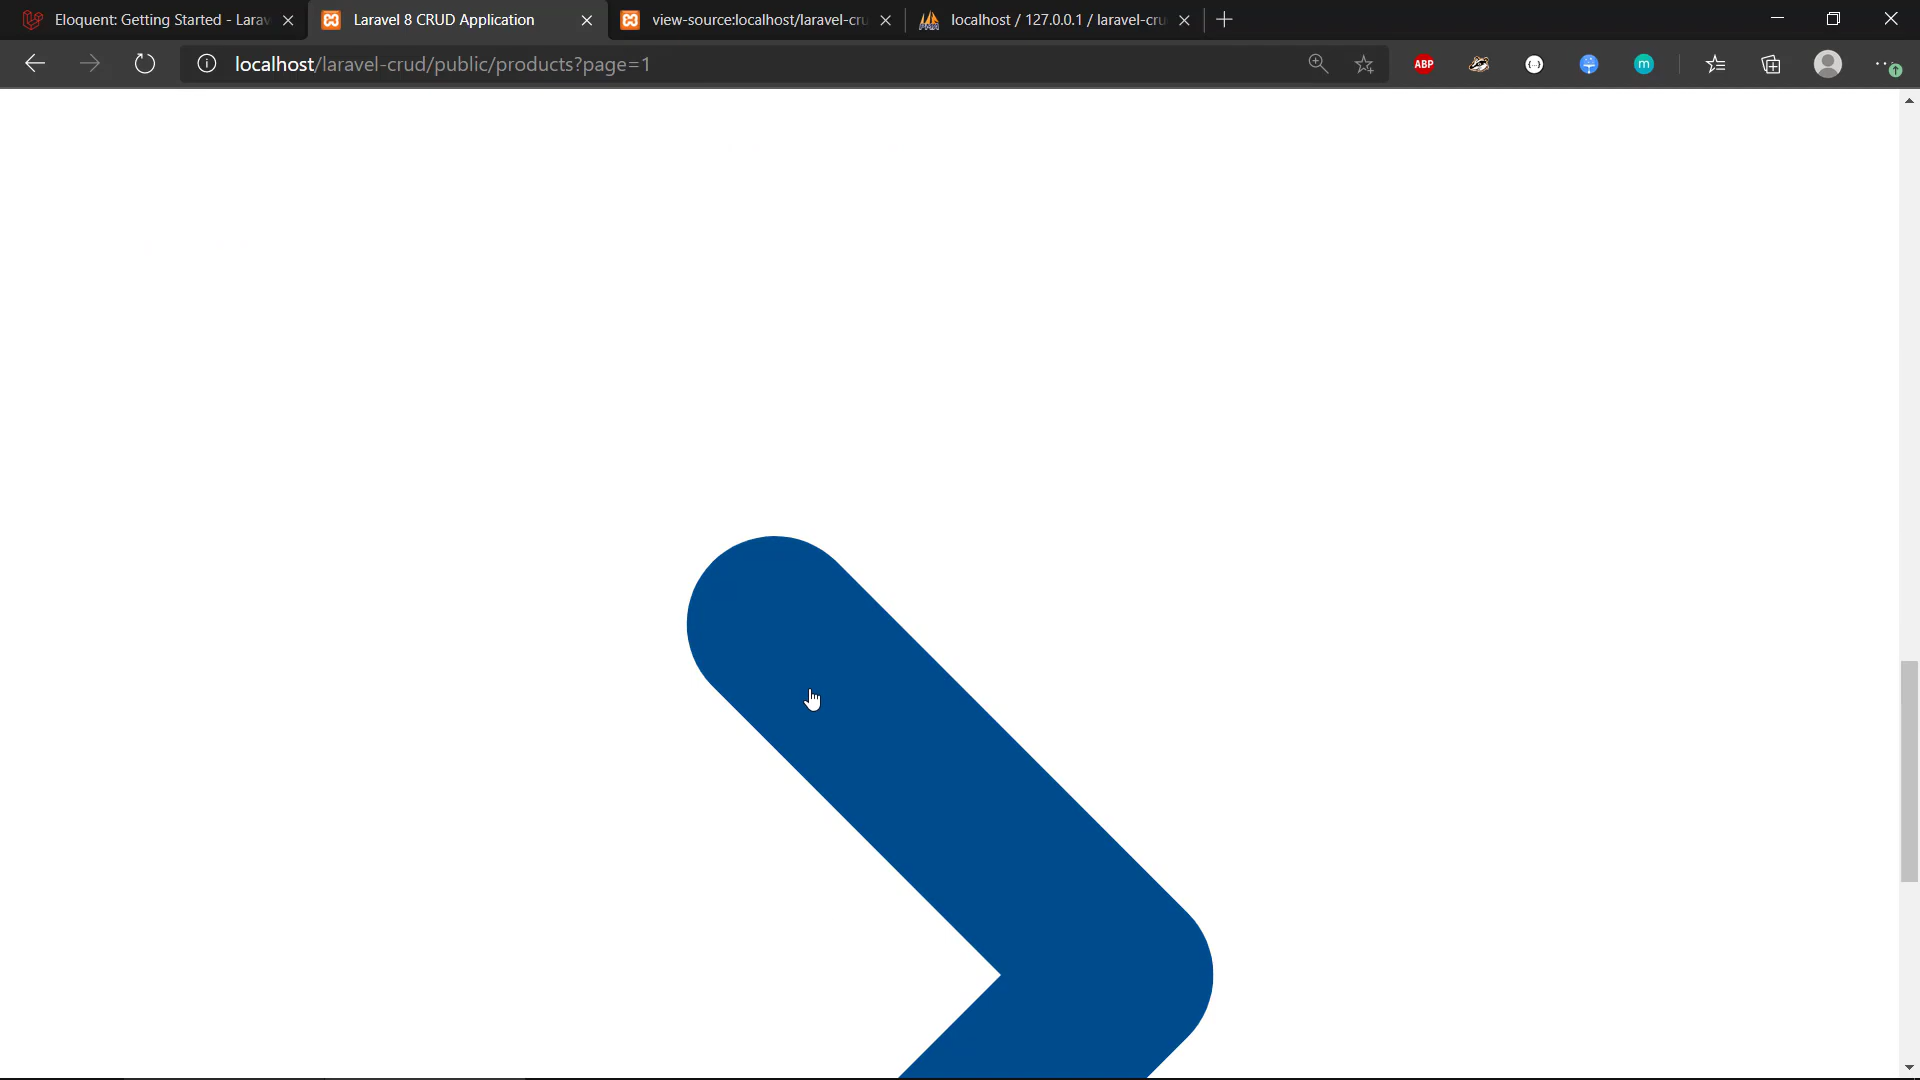 Eloquent: Getting Started - Larav
Laravel 8 CRUD Application
view-source:localhost/laravel-cru
localhost / 127.0.0.1 / laravel-cru
localhost/laravel-crud/public/products?page=1
ABP
m